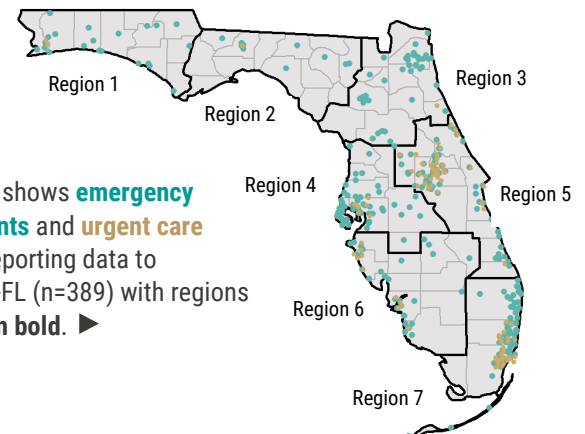 Region 1
Region 2
Region 3
Region 4
Region 5
Region 6
Region 7
shows emergency
nts and urgent care
eporting data to
FL (n=389) with regions
n bold. ►